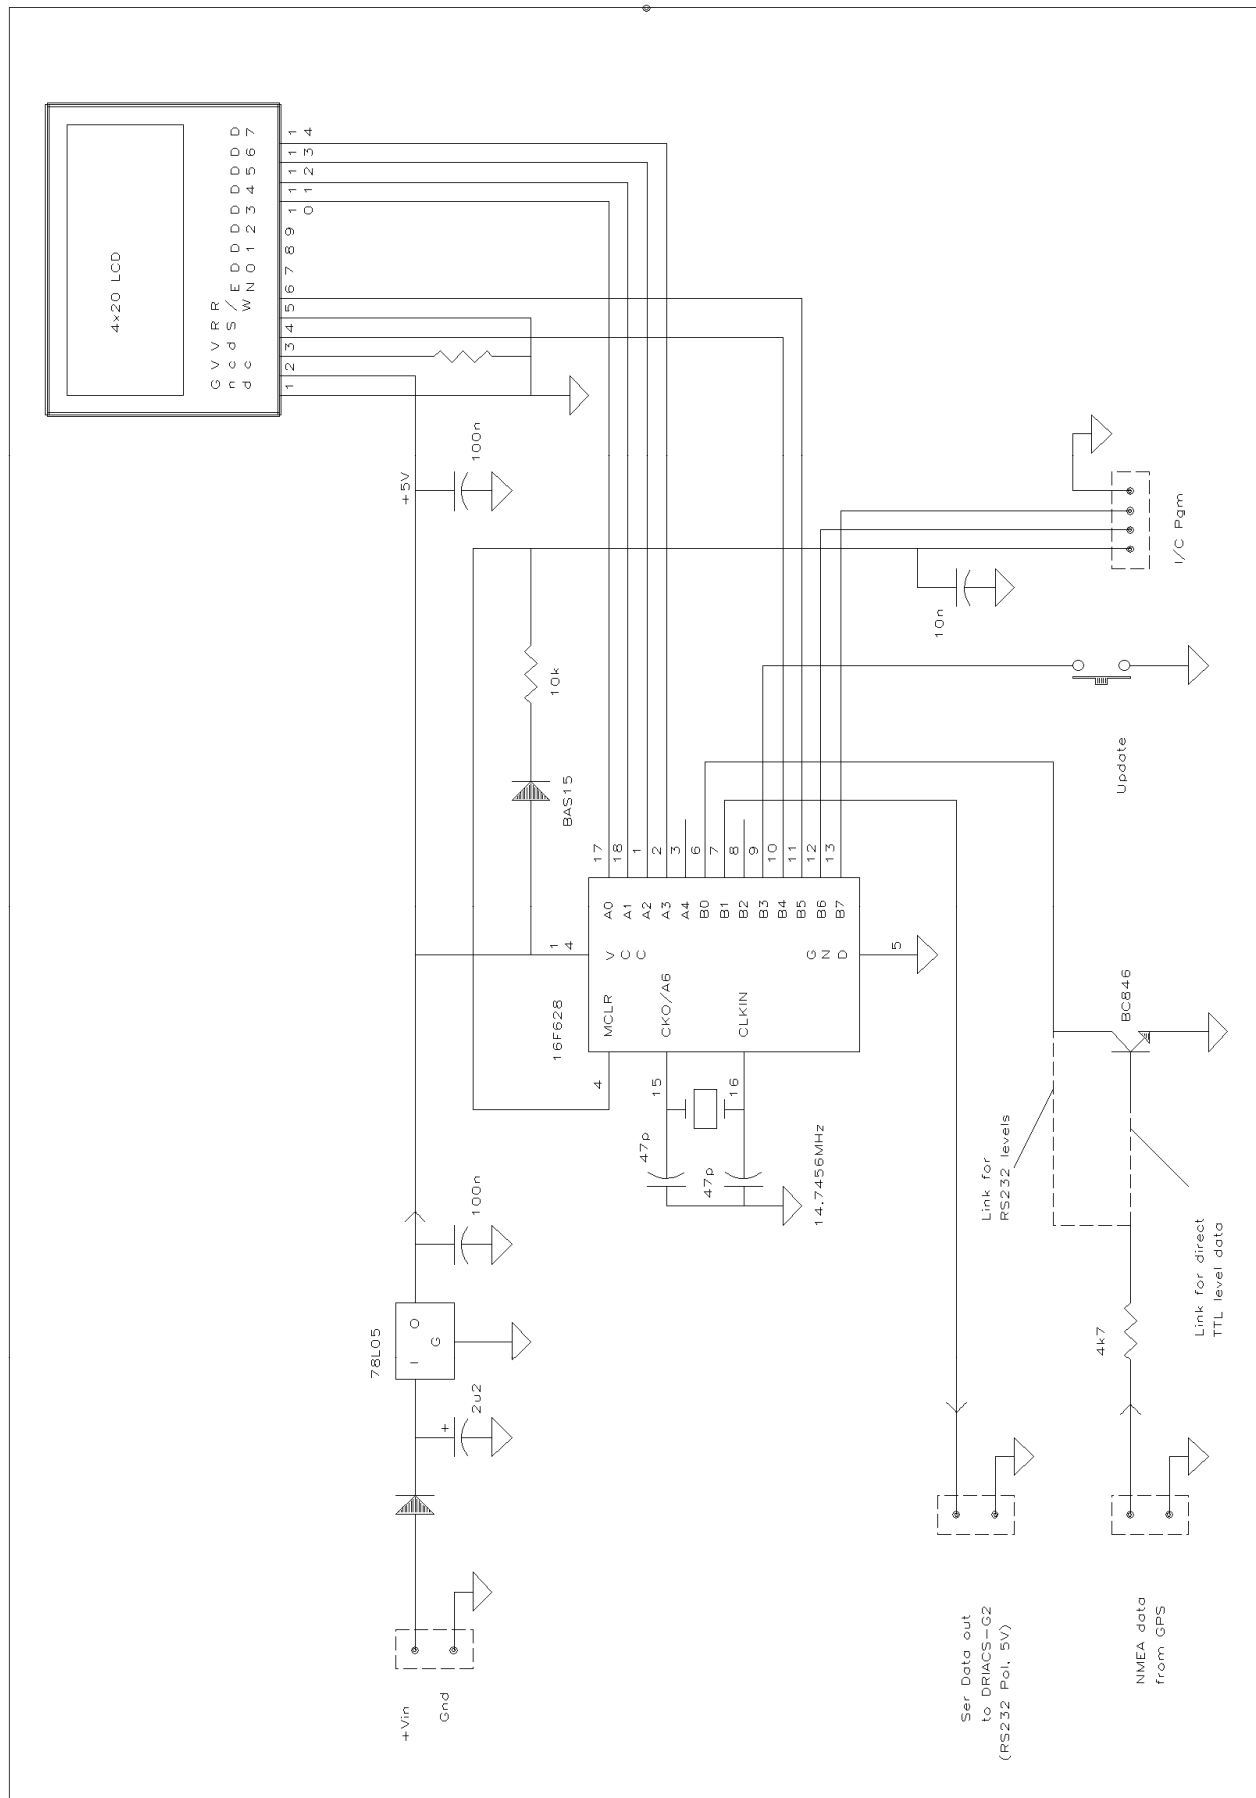 4x20 LCD
G V V R R
n c d S / E D D D D D D D D
d c W N 0 1 2 3 4 5 6 7
1 2 3 4 5 6 7 8 9 1 1 1 1 1
0 1 2 3 4
78L05
+Vin
+5V
Gnd
2u2
100n
100n
16F628
1
4
BAS15
10k
4
MCLR
V
C
C
A0
17
A1
18
A2
1
47p
15
CKO/A6
A3
2
A4
3
B0
6
B1
7
47p
16
CLKIN
B2
8
B3
9
B4
10
B5
11
G
N
D
B6
12
B7
13
14.7456MHz
5
10n
Ser Data out
to DRIACS-G2
(RS232 Pol, 5V)
Link for
RS232 levels
4k7
BC846
Update
NMEA data
from GPS
Link for direct
TTL level data
I/C Pgm